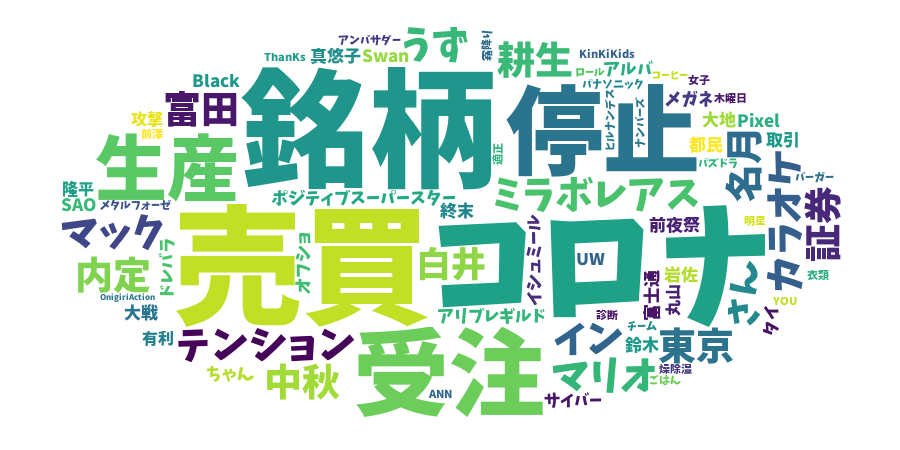 アンバサダー
うず
霜降り
ThanKs
真悠子
Swan
耕生
KinKiKids
ロール
アルバ
コーヒー
女子
Black
パナソニック
富田
銘柄
停止
ヒルナンデス
ナンバーズ
メガネ
木曜日
攻撃
前澤
大地
Pixel
生産
適正
都民
名月
取引
パズドラ
カラオケ
バーガー
隆平
SAO
メタルフォーゼ
ポジティブスーパースター
終末
ミラボレアス
証券
マック
売買
コロナ
前夜祭
明星
ドレバラ
オフショ
白井
イシュミール
UW
さん
内定
富士通
岩佐
丸山
衣類
OnigiriAction
大戦
アリブレギルド
診断
YOU
タイ
有利
テンション
受注
イン
チーム
鈴木
東京
ちゃん
中秋
ANN
マリオ
燥除湿
ごはん
サイバー